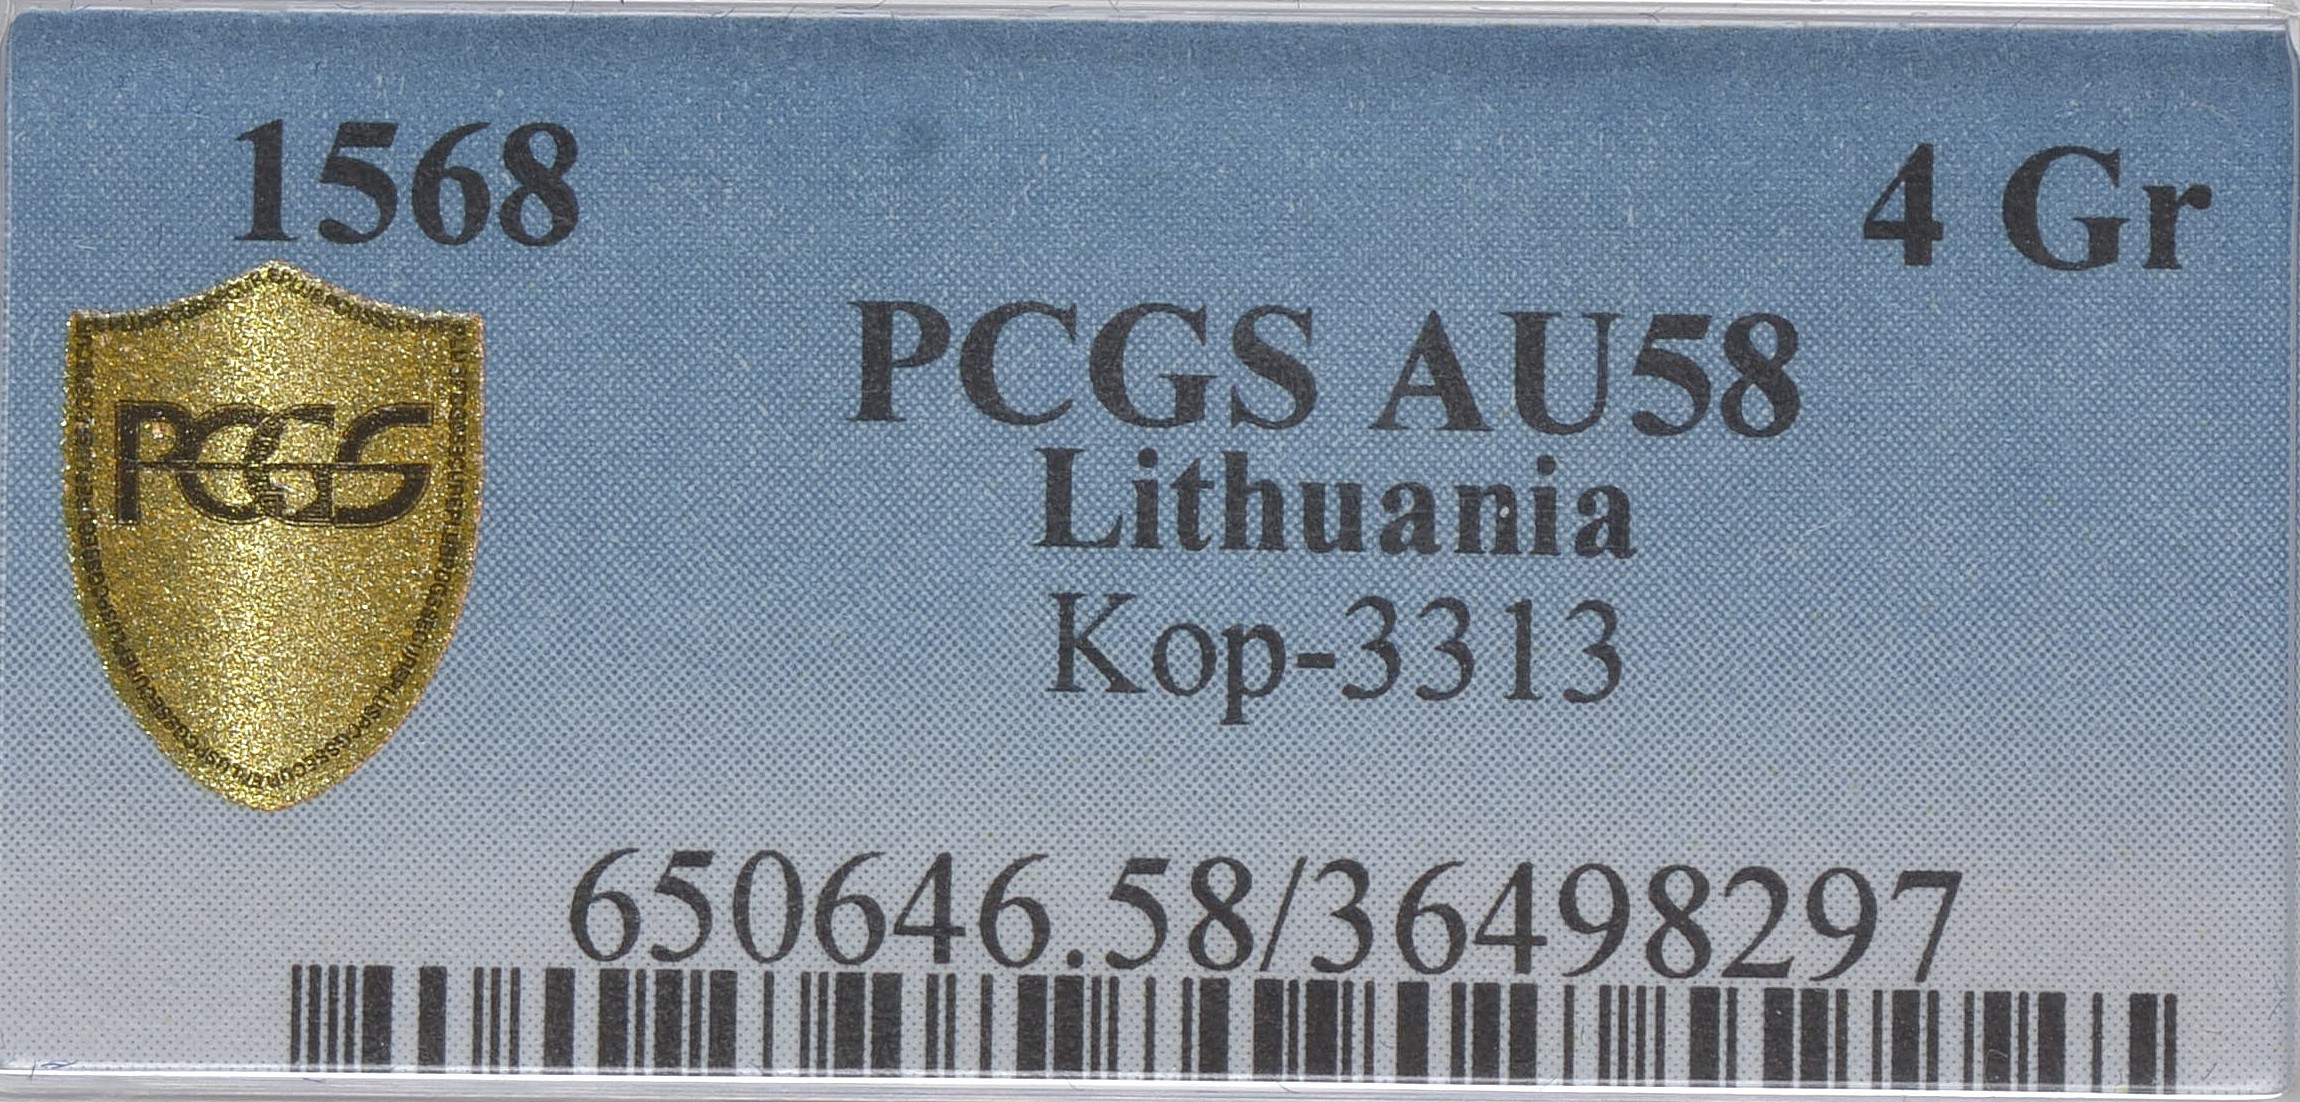 1568 4 Gr
PCGS AU58
Lithuania
PCGS
Kop-3313
650646.58/36498297